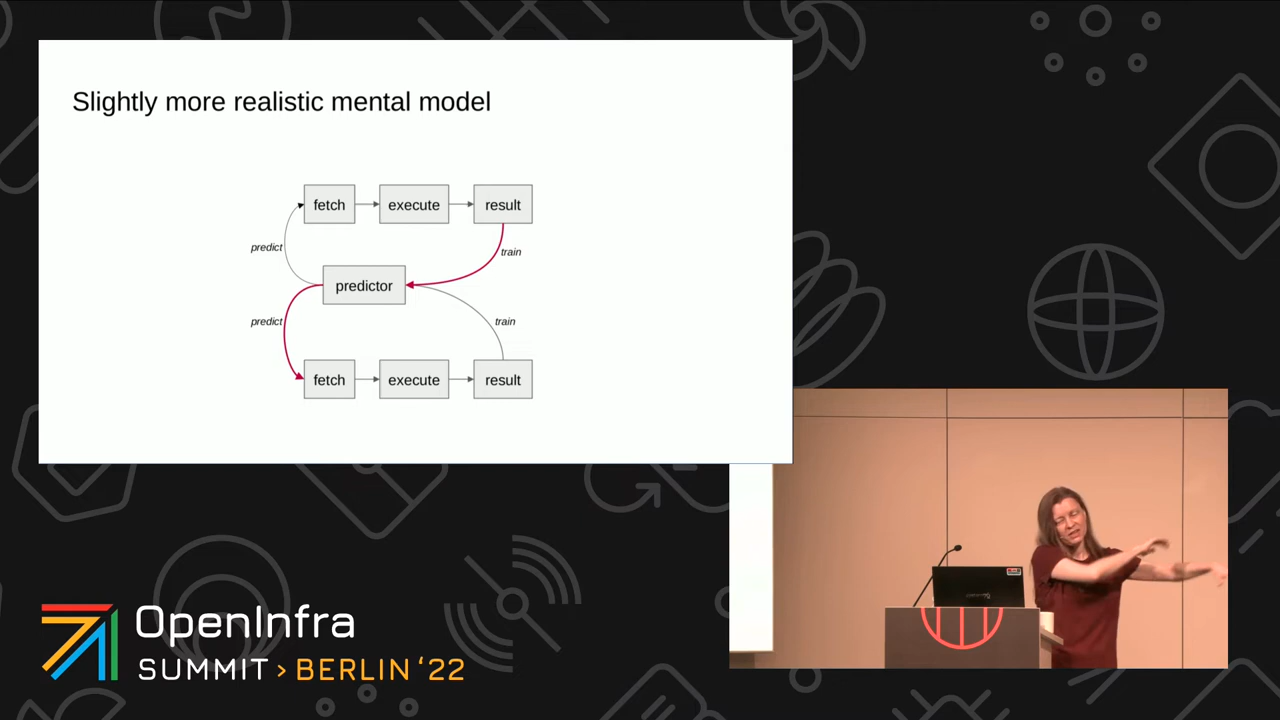 Slightly more realistic mental model
fetch
execute
result
predict
train
predictor
predict
train
fetch
execute
result
OpenInfra
SUMMIT > BERLIN '22